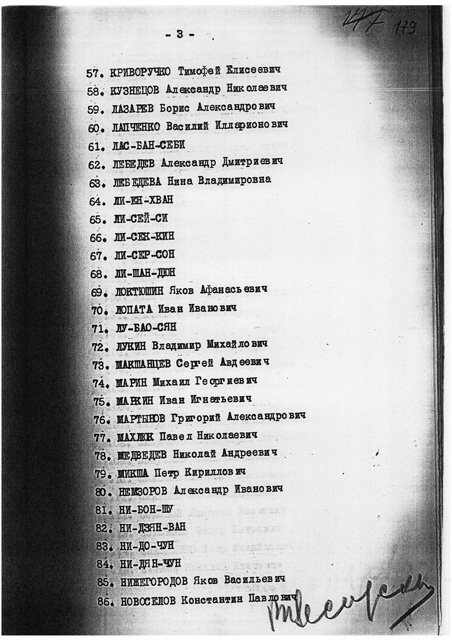 - 3 -
179
57. КРИВОРУЧКО Тимофей Елисеевич
58. КУЗНЕЦОВ Александр Николаевич
59. ЛАЗАРЕВ Борис Александрович
60. ЛАПЧЕНКО Василий Илларионович
61. ЛАС-БАН-СЕБИ
62. ЛЕБЕДЕВ Александр Дмитриевич
63. ЛЕБЕДЕВА Нина Владимировна
64. ЛИ-ЕН-ХВАН
65. ЛИ-СЕЙ-СИ
66. ЛИ-СЕК-КИН
67. ЛИ-СЕР-СОН
68. ЛИ-ШАН-ДЮН
69. ЛОКТЮШИН Яков Афанасьевич
70. ЛОПАТА Иван Иванович
71. ЛУ-БАО-СЯН
72. ЛУКИН Владимир Михайлович
73. МАКШАНЦЕВ Сергей Авдеевич
74. МАРИН Михаил Георгиевич
75. МАНКИН Иван Игнатьевич
76. МАРТЫНОВ Григорий Александрович
77. МАХЛЮК Павел Николаевич
78. МЕДВЕДЕВ Николай Андреевич
79. МИКША Петр Кириллович
80. НЕМЗОРОВ Александр Иванович
81. НИ-БОН-ШУ
82. НИ-ДЗЯН-ВАН
83. НИ-ДО-ЧУН
84. НИ-ДЯН-ЧУН
85. НИЖЕГОРОДОВ Яков Васильевич
86. НОВОСЕЛОВ Константин Павлович